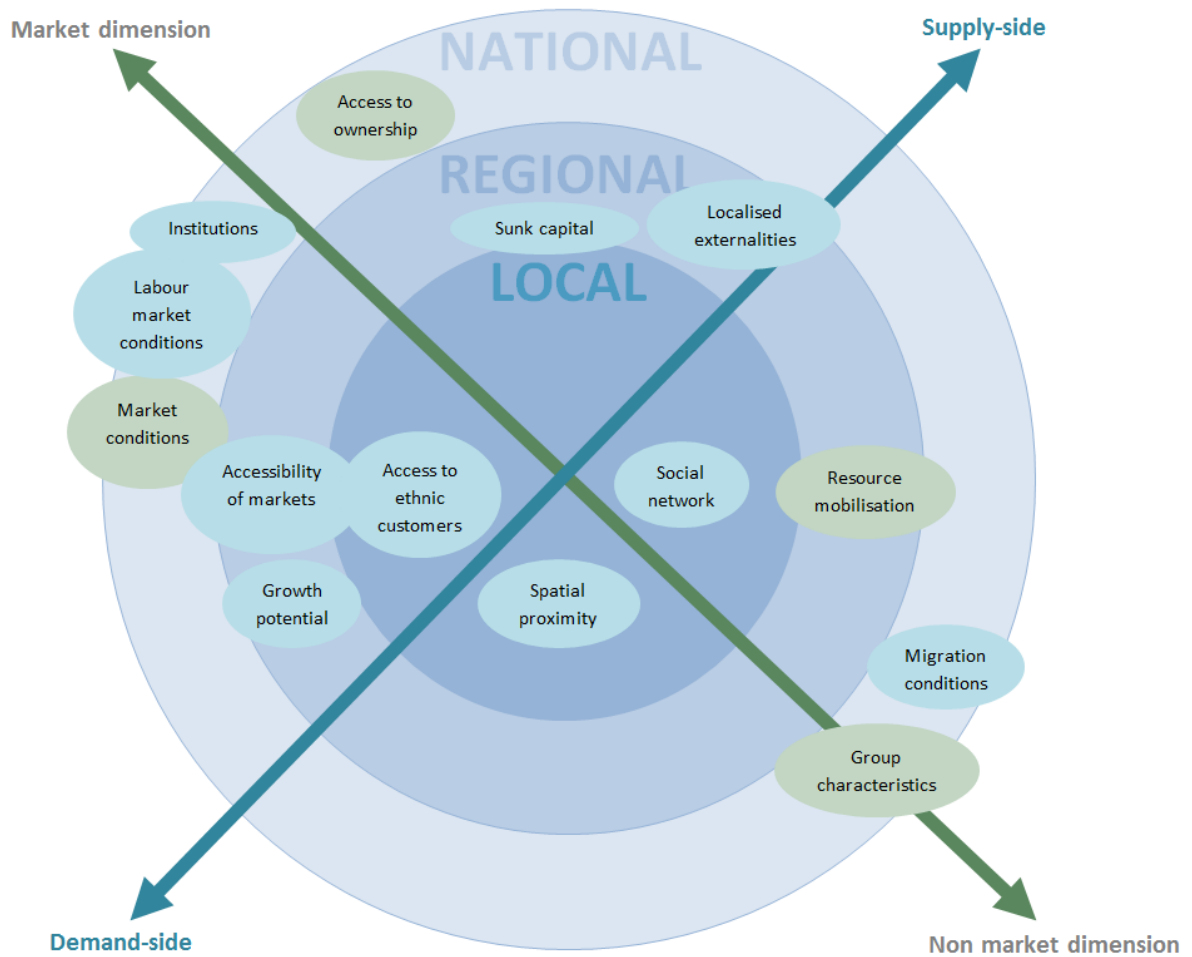 Market dimension
Supply-side
NATIONAL
Access to
ownership
REGIONAL
Institutions
Sunk capital
Localised
externalities
LOCAL
Labour
market
conditions
Market
conditions
Accessibility
of markets
Access to
ethnic
customers
Social
network
Resource
mobilisation
Growth
potential
Spatial
proximity
Migration
conditions
Group
characteristics
Demand-side
Non market dimension